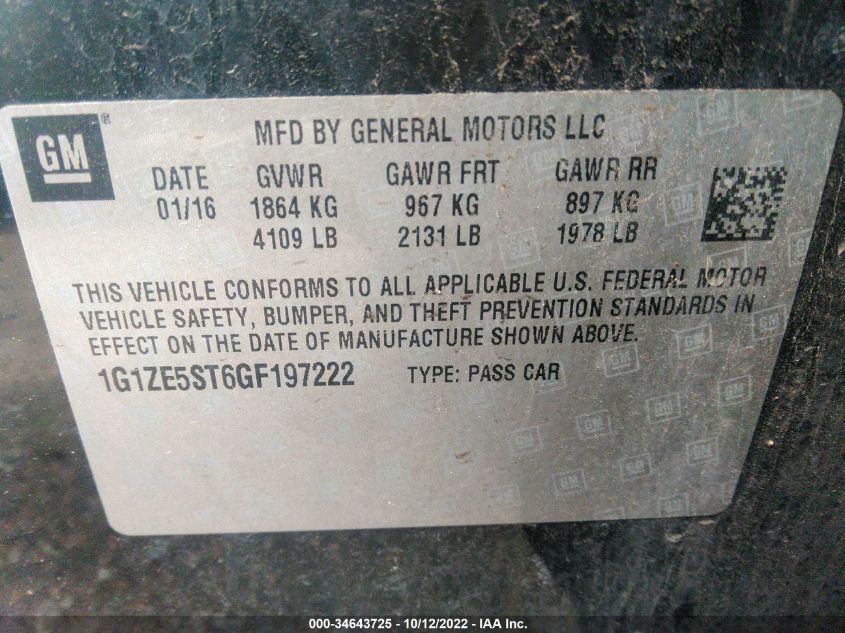 GM ®
MFD BY GENERAL MOTORS LLC
DATE GVWR GAWR FRT GAWR RR
01/16 1864 KG 967 KG 897 KG
4109 LB 2131 LB 1978 LB
THIS VEHICLE CONFORMS TO ALL APPLICABLE U.S. FEDERAL MOTOR
VEHICLE SAFETY, BUMPER, AND THEFT PREVENTION STANDARDS IN
EFFECT ON THE DATE OF MANUFACTURE SHOWN ABOVE.
1G1ZE5ST6GF197222 TYPE: PASS CAR
000-34643725 - 10/12/2022 - IAA Inc.